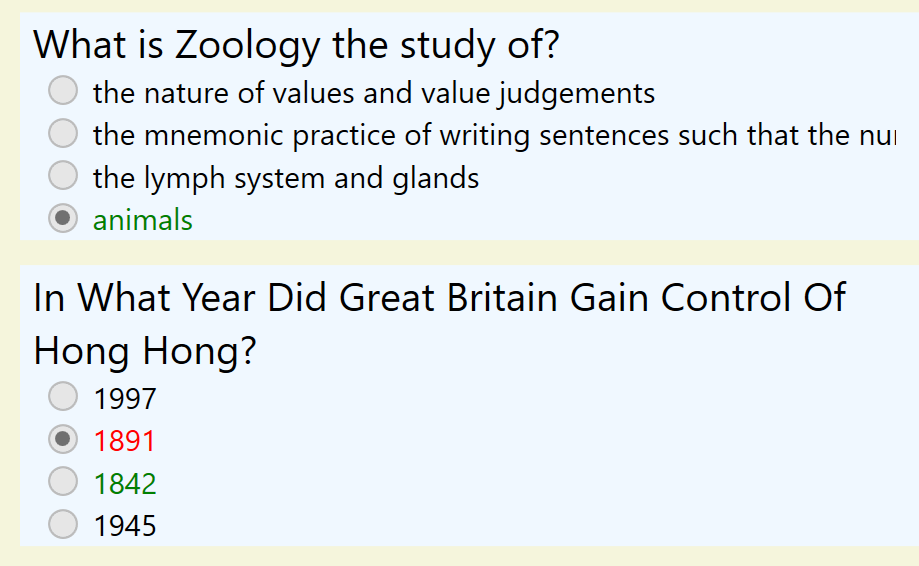 What is Zoology the study of?
the nature of values and value judgements
the mnemonic practice of writing sentences such that the
the lymph system and glands
animals
In What Year Did Great Britain Gain Control Of
Hong Hong?
1997
1891
1842
1945